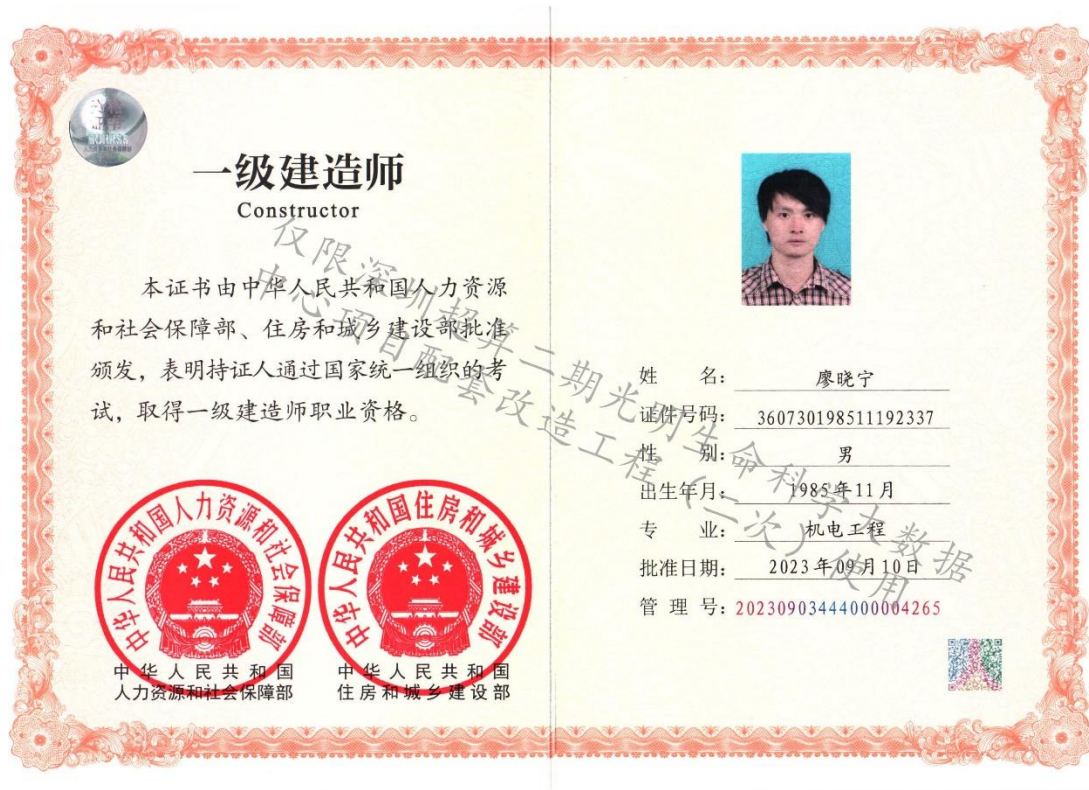 一级建造师
Constructor
本证书由中华人民共和国人力资源
和社会保障部、住房和城乡建设部批准
颁发，表明持证人通过国家统一组织的考
试，取得一级建造师职业资格。
中华人民共和国人力资源和社会保障部
中华人民共和国住房和城乡建设部
中华人民共和国
人力资源和社会保障部
中华人民共和国
住房和城乡建设部
姓 名：廖晓宁
证件号码：360730198511192337
性 别：男
出生年月：1985年11月
专 业：机电工程
批准日期：2023年09月10日
管 理 号：20230903444000004265
仅限深圳超算二期光明生命科学大数据
中心项目配套改造工程（二次）使用